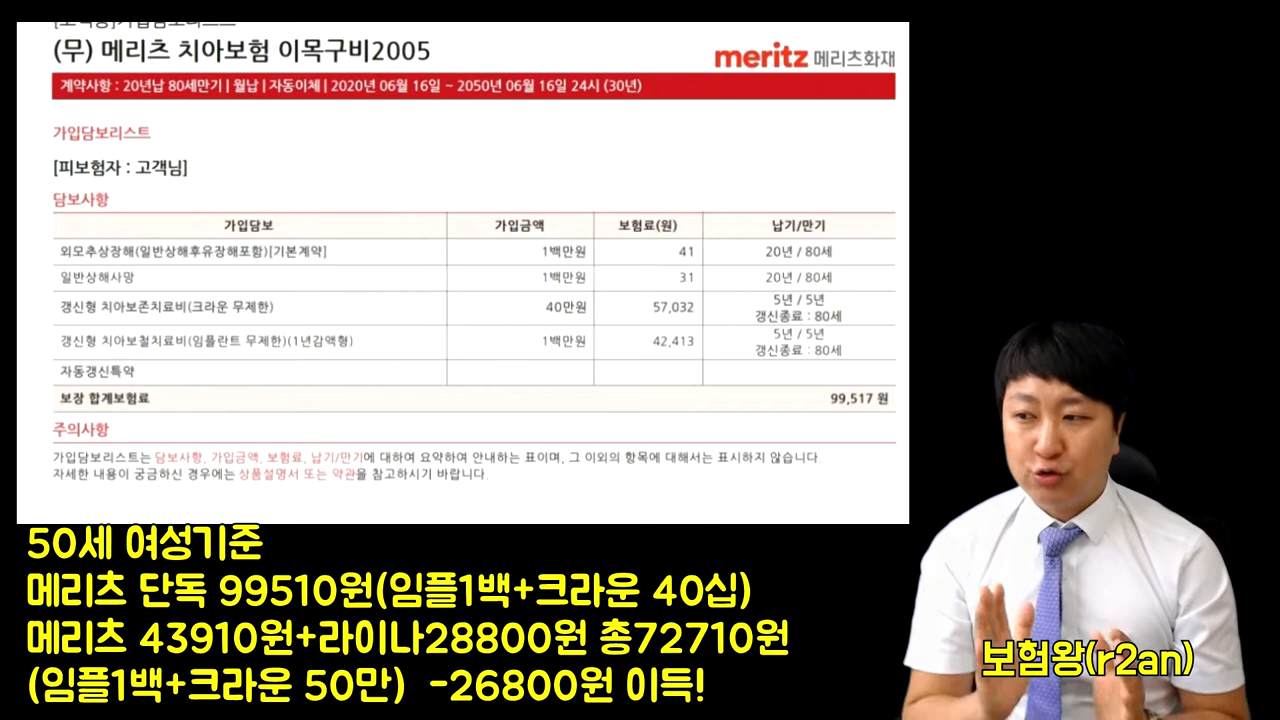 [고객용]가입담보리스트
(무) 메리츠 치아보험 이목구비2005
meritz 메리츠화재
계약사항 : 20년납 80세만기 | 월납 | 자동이체 | 2020년 06월 16일 ~ 2050년 06월 16일 24시 (30년)
가입담보리스트
[피보험자 : 고객님]
담보사항
가입담보 가입금액 보험료(원) 납기/만기
외모추상장해(일반상해후유장해포함)[기본계약] 1백만원 41 20년 / 80세
일반상해사망 1백만원 31 20년 / 80세
갱신형 치아보존치료비(크라운 무제한) 40만원 57,032 5년 / 5년
갱신종료 : 80세
갱신형 치아보철치료비(임플란트 무제한)(1년감액형) 1백만원 42,413 5년 / 5년
갱신종료 : 80세
자동갱신특약
보장 합계보험료 99,517 원
주의사항
가입담보리스트는 담보사항, 가입금액, 보험료, 납기/만기에 대하여 요약하여 안내하는 표이며, 그 이외의 항목에 대해서는 표시하지 않습니다.
자세한 내용이 궁금하신 경우에는 상품설명서 또는 약관을 참고하시기 바랍니다.
50세 여성기준
메리츠 단독 99510원(임플1백+크라운 40십)
메리츠 43910원+라이나28800원 총72710원
(임플1백+크라운 50만) -26800원 이득!
보험왕(r2an)